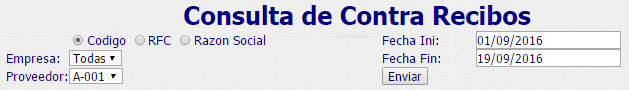 Consulta de Contra Recibos
Codigo RFC Razon Social Fecha Ini: 01/09/2016
Empresa: Todas Fecha Fin: 19/09/2016
Proveedor: A-001 Enviar